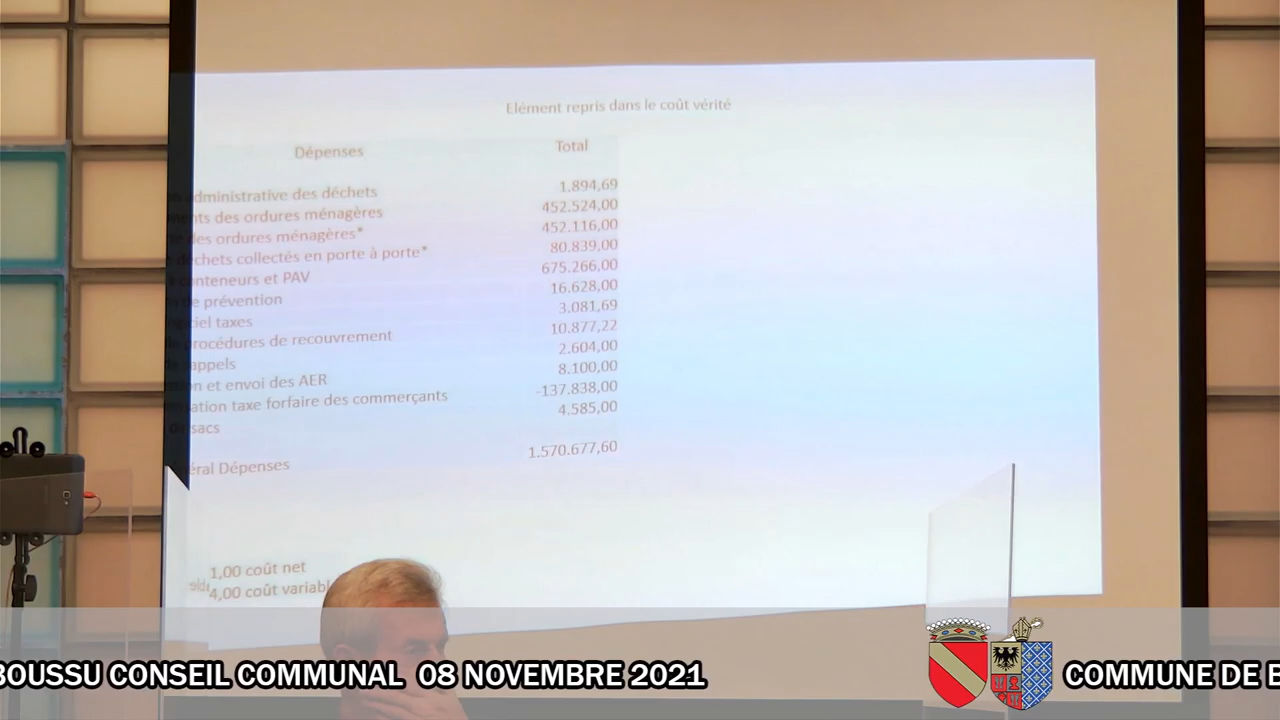 Elément repris dans le coût vérité
Dépenses Total
administrative des déchets 1.894,69
des ordures ménagères 452.524,00
des ordures ménagères* 452.116,00
déchets collectés en porte à porte* 80.839,00
conteneurs et PAV 675.266,00
de prévention 16.628,00
taxes 3.081,69
procédures de recouvrement 10.877,22
2.604,00
et envoi des AER 8.100,00
taxe forfaire des commerçants -137.838,00
sacs 4.585,00
Dépenses 1.570.677,60
1,00 coût net
4,00 coût variabl
BOUSSU CONSEIL COMMUNAL 08 NOVEMBRE 2021
COMMUNE DE B